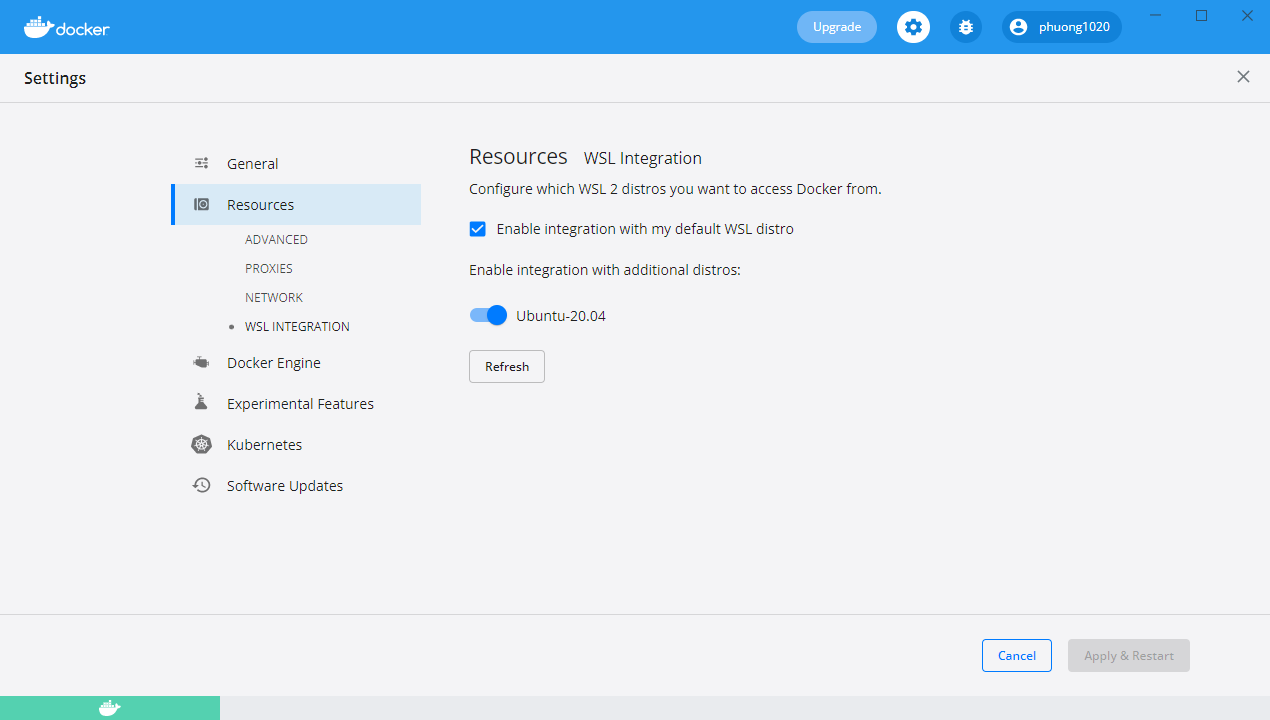 docker
Upgrade
phuong1020
Settings
General
Resources
ADVANCED
PROXIES
NETWORK
WSL INTEGRATION
Docker Engine
Experimental Features
Kubernetes
Software Updates
Resources WSL Integration
Configure which WSL 2 distros you want to access Docker from.
Enable integration with my default WSL distro
Enable integration with additional distros:
Ubuntu-20.04
Refresh
Cancel
Apply & Restart